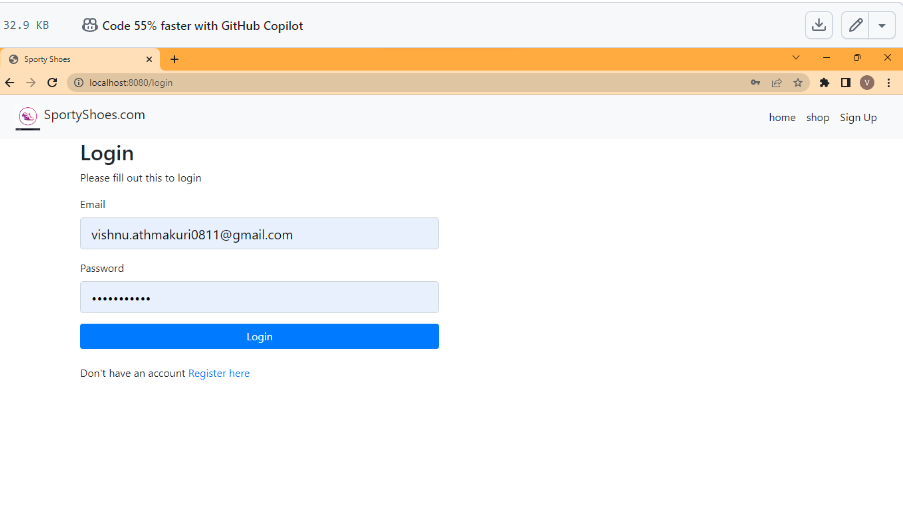 32.9 KB Code 55% faster with GitHub Copilot
Sporty Shoes
localhost:8080/login
V
SportyShoes.com home shop Sign Up
Login
Please fill out this to login
Email
vishnu.athmakuri0811@gmail.com
Password
•••••••••••
Login
Don't have an account Register here